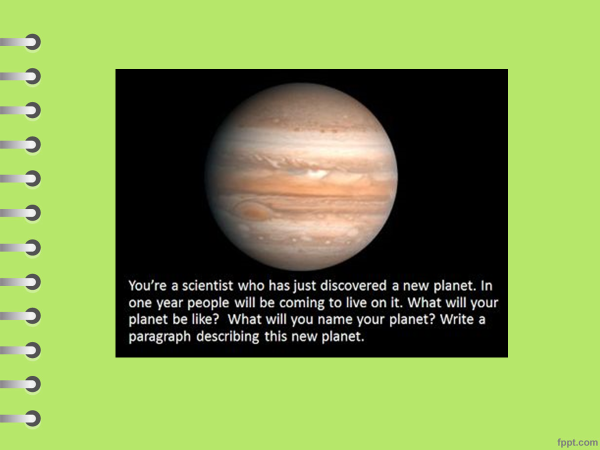 You're a scientist who has just discovered a new planet. In
one year people will be coming to live on it. What will your
planet be like?  What will you name your planet? Write a
paragraph describing this new planet.
fppt.com